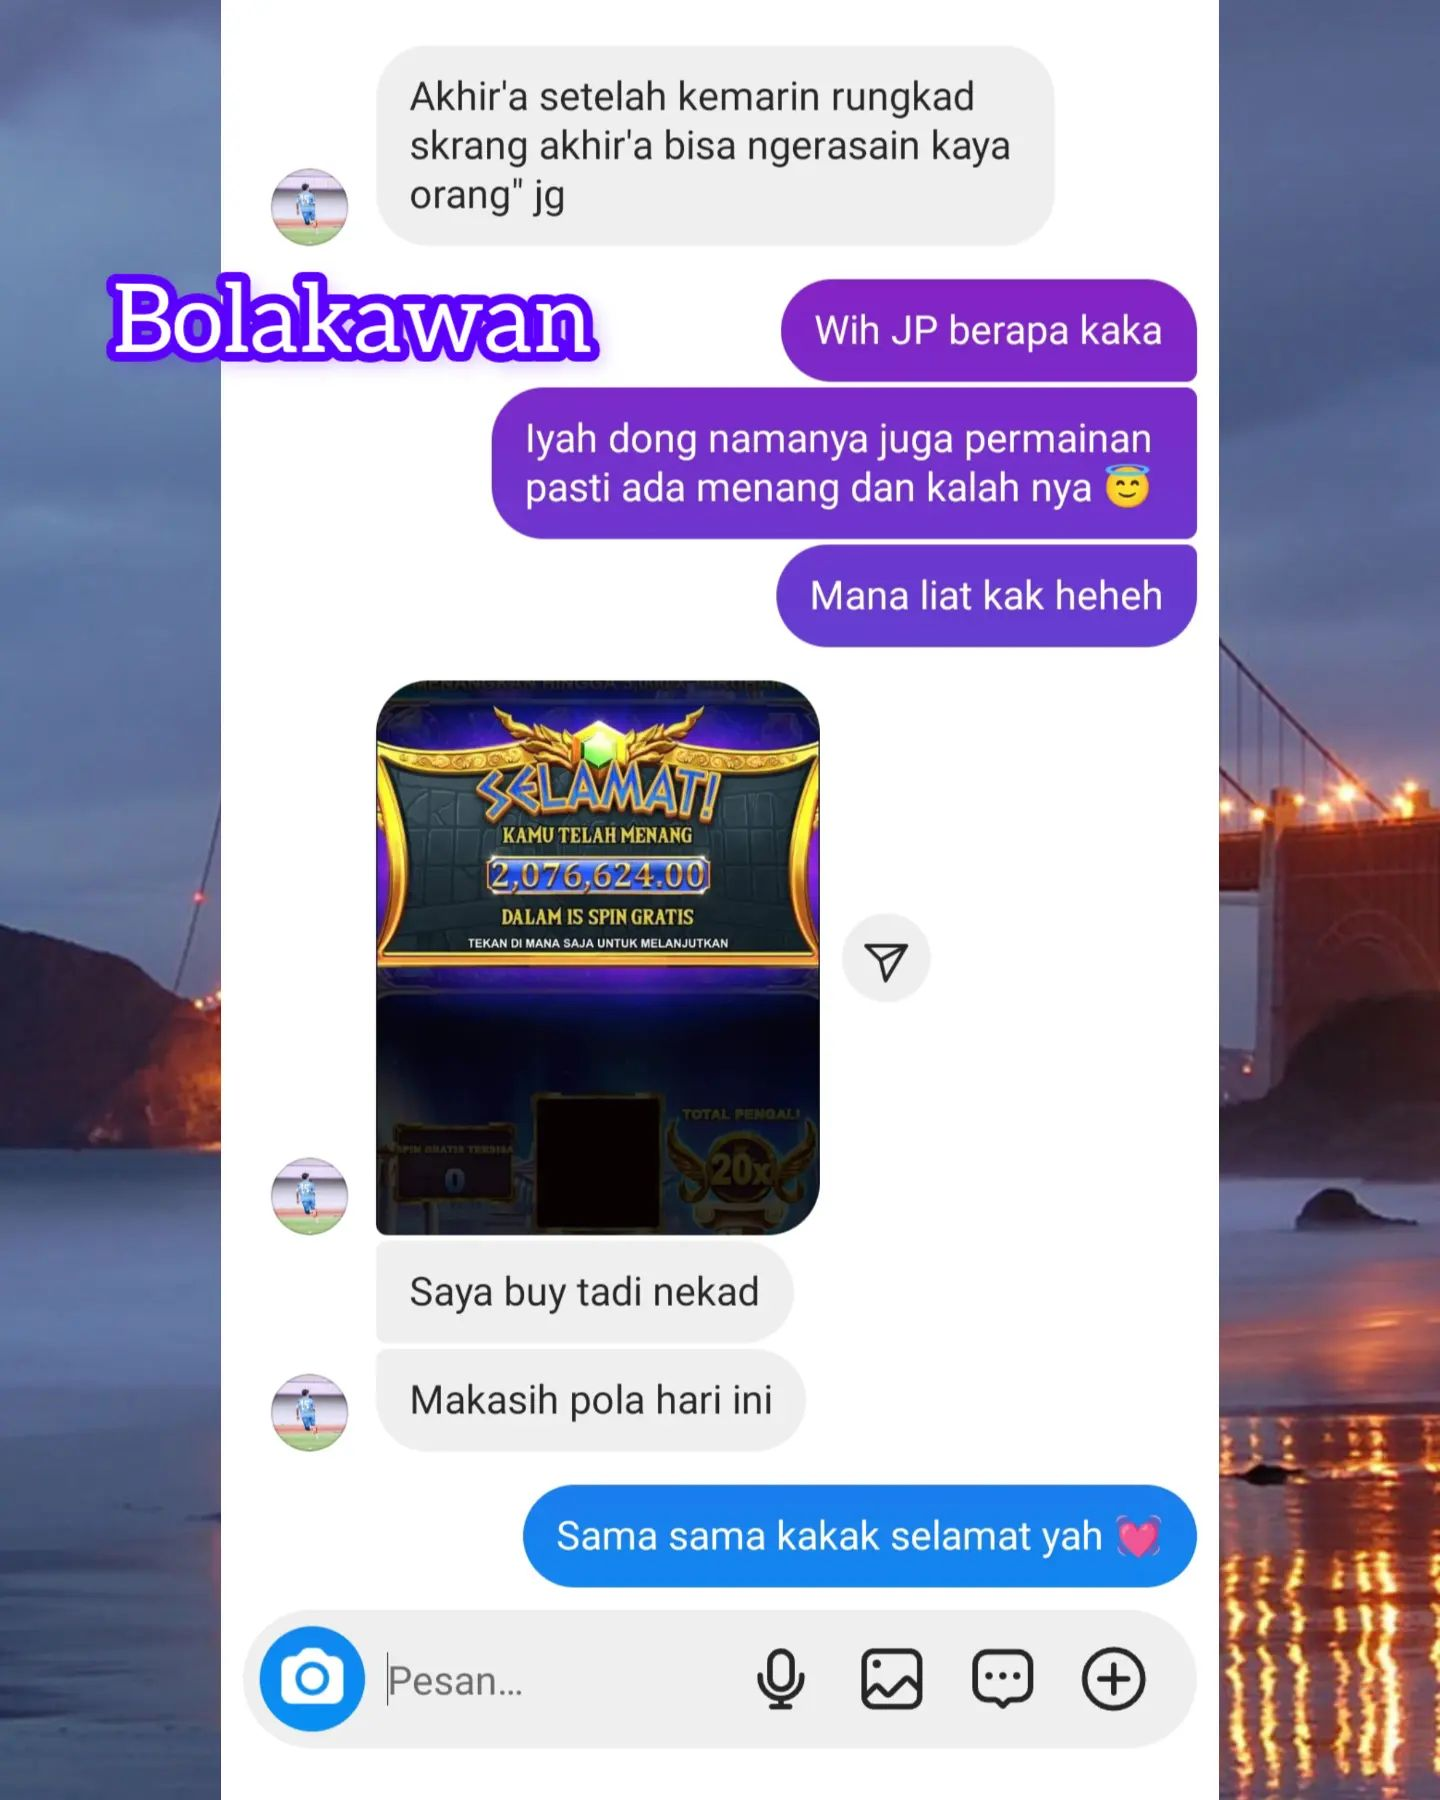 Akhir'a setelah kemarin rungkad
skrang akhir'a bisa ngerasain kaya
orang" jg
Bolakawan
Wih JP berapa kaka
Iyah dong namanya juga permainan
pasti ada menang dan kalah nya 😇
Mana liat kak heheh
SELAMAT!
KAMU TELAH MENANG
2,076,624.00
DALAM 15 SPIN GRATIS
TEKAN DI MANA SAJA UNTUK MELANJUTKAN
TOTAL PENGALI
SPIN GRATIS TERSISA
0
20x
Saya buy tadi nekad
Makasih pola hari ini
Sama sama kakak selamat yah 💓
Pesan...